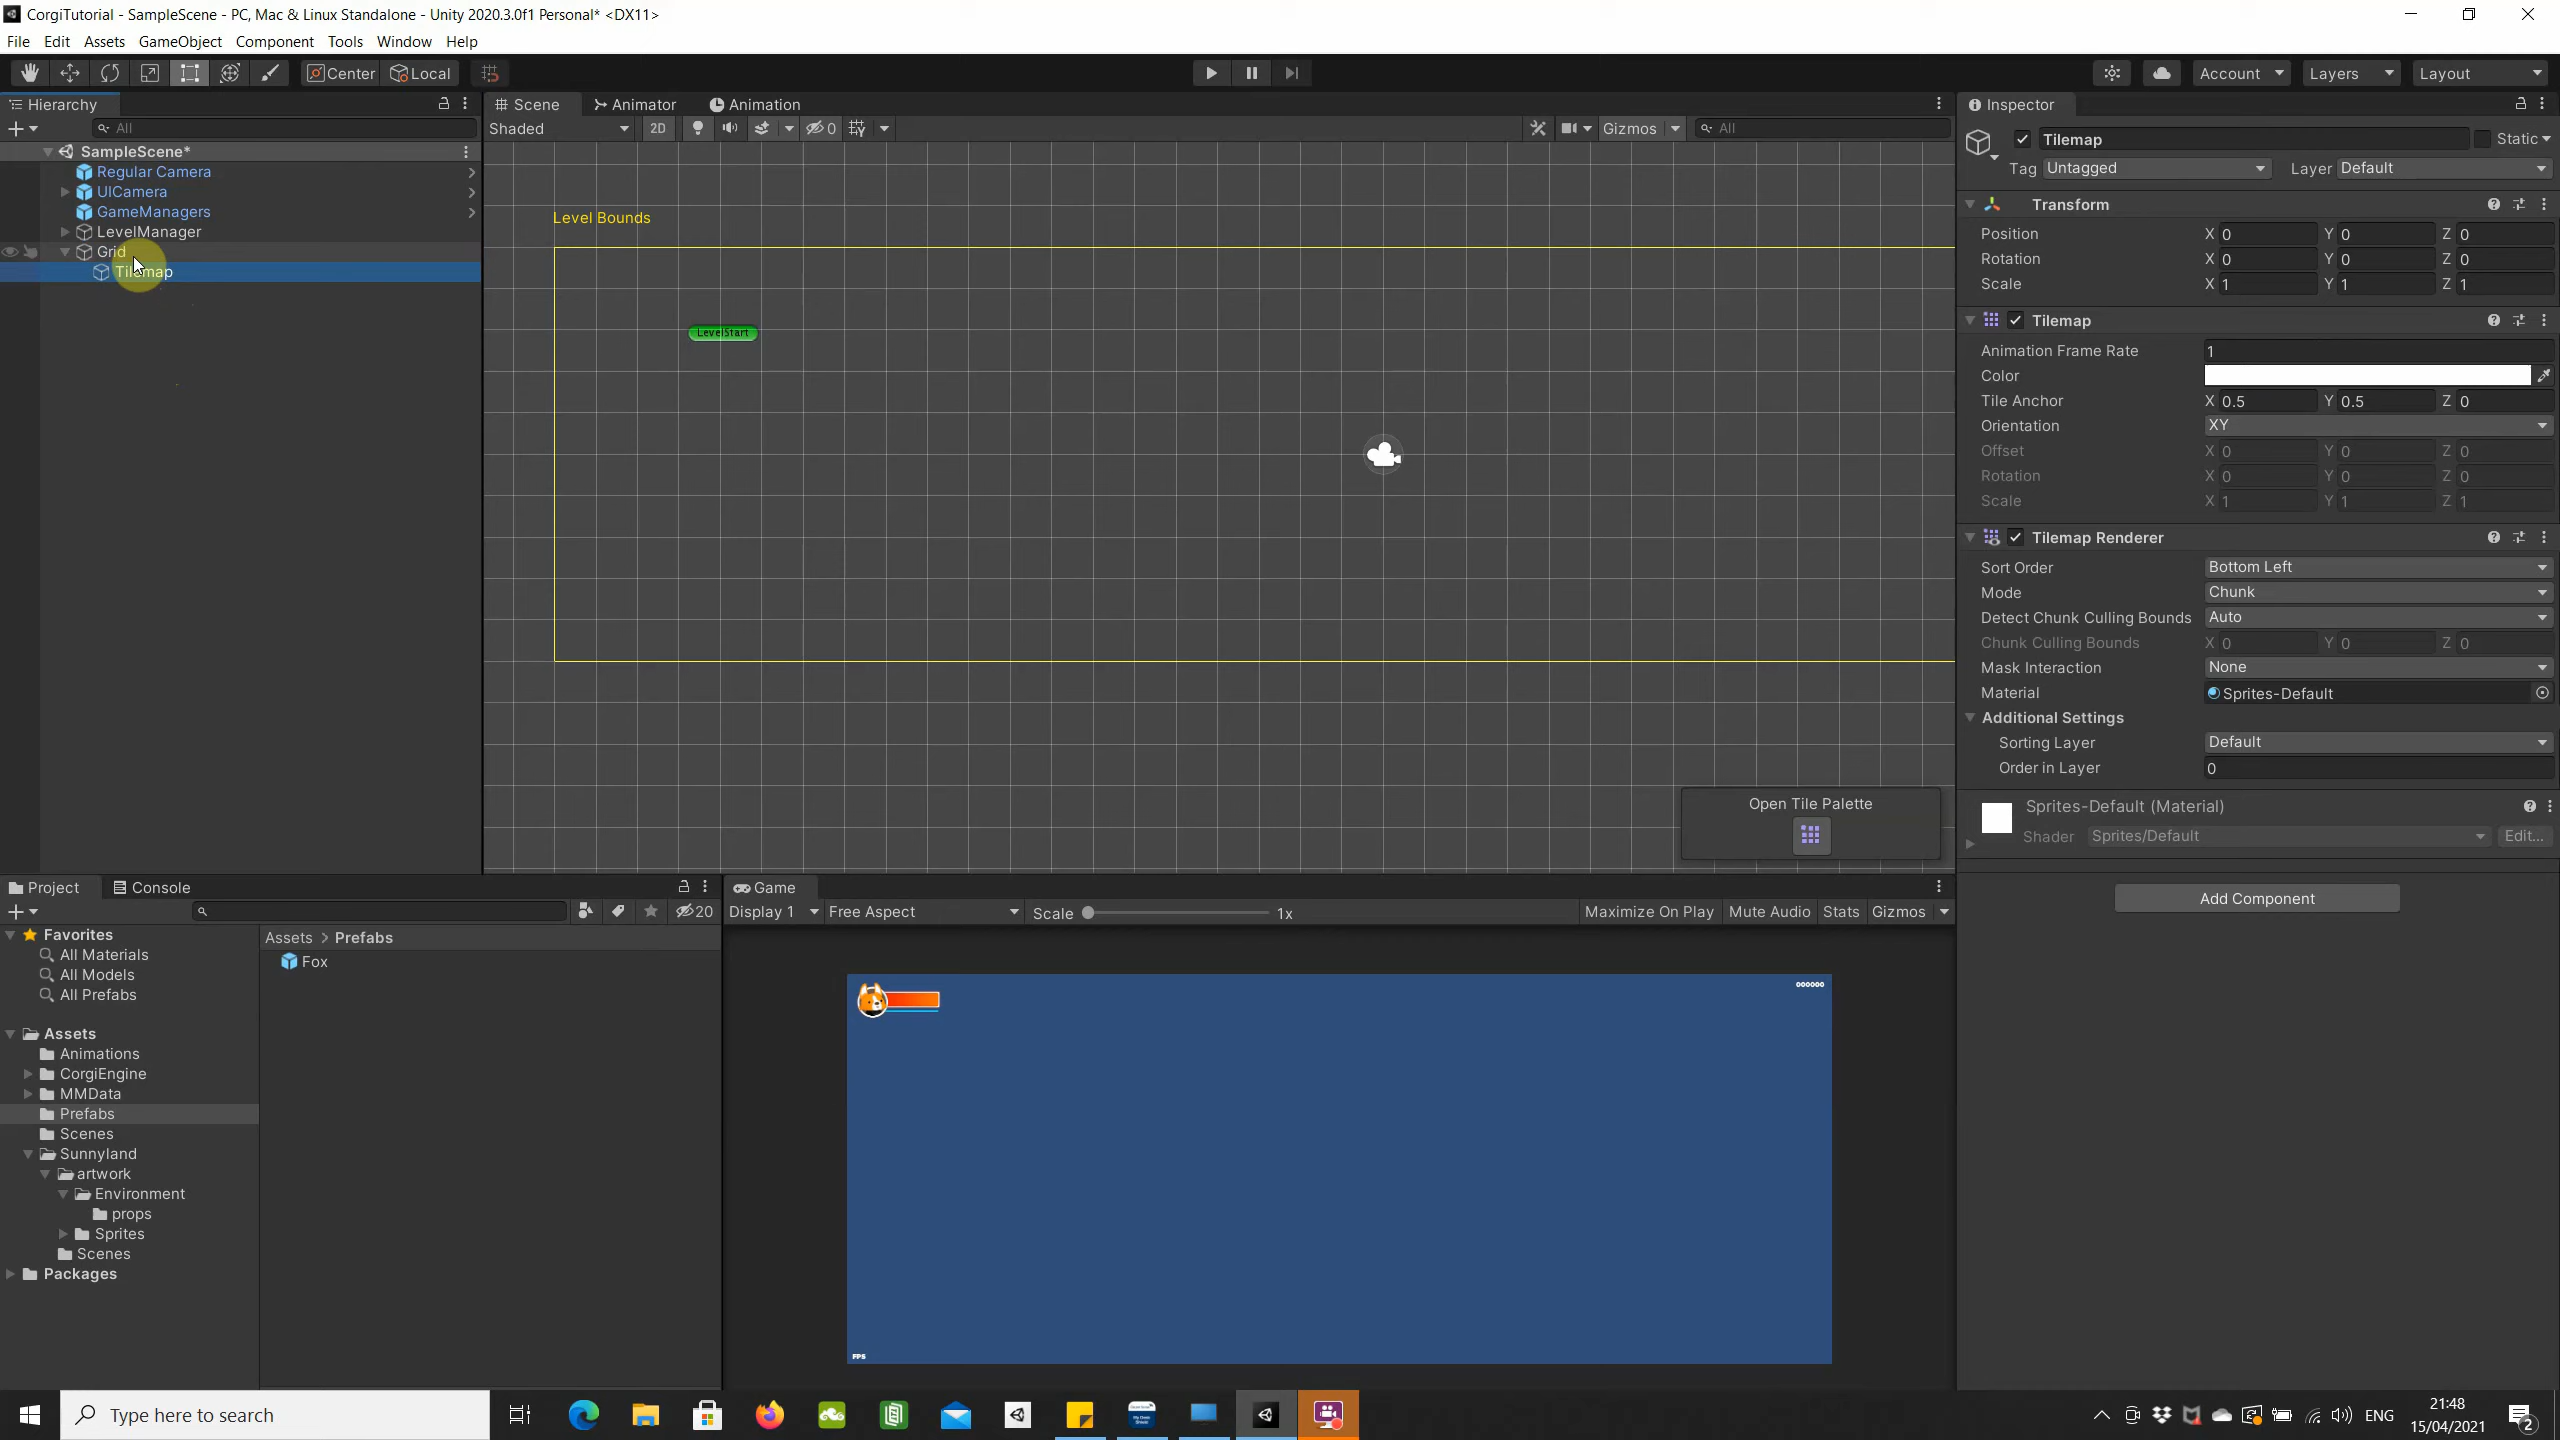 CorgiTutorial - SampleScene - PC, Mac & Linux Standalone - Unity 2020.3.0f1 Personal* <DX11>
File Edit Assets GameObject Component Tools Window Help
Center Local Account Layers Layout
Hierarchy
All
SampleScene*
Regular Camera
UICamera
GameManagers
LevelManager
Grid
Tilemap
Scene Animator Animation
Shaded 2D 0 Gizmos All
Level Bounds
LevelStart
Open Tile Palette
Inspector
Tilemap Static
Tag Untagged Layer Default
Transform
Position X 0 Y 0 Z 0
Rotation X 0 Y 0 Z 0
Scale X 1 Y 1 Z 1
Tilemap
Animation Frame Rate 1
Color
Tile Anchor X 0.5 Y 0.5 Z 0
Orientation XY
Offset X 0 Y 0 Z 0
Rotation X 0 Y 0 Z 0
Scale X 1 Y 1 Z 1
Tilemap Renderer
Sort Order Bottom Left
Mode Chunk
Detect Chunk Culling Bounds Auto
Chunk Culling Bounds X 0 Y 0 Z 0
Mask Interaction None
Material Sprites-Default
Additional Settings
Sorting Layer Default
Order in Layer 0
Sprites-Default (Material)
Shader Sprites/Default Edit...
Add Component
Project Console
20
Favorites
All Materials
All Models
All Prefabs
Assets
Animations
CorgiEngine
MMData
Prefabs
Scenes
Sunnyland
artwork
Environment
props
Sprites
Scenes
Packages
Assets > Prefabs
Fox
Game
Display 1 Free Aspect Scale 1x Maximize On Play Mute Audio Stats Gizmos
000000
FPS
Type here to search
ENG
21:48
15/04/2021
2